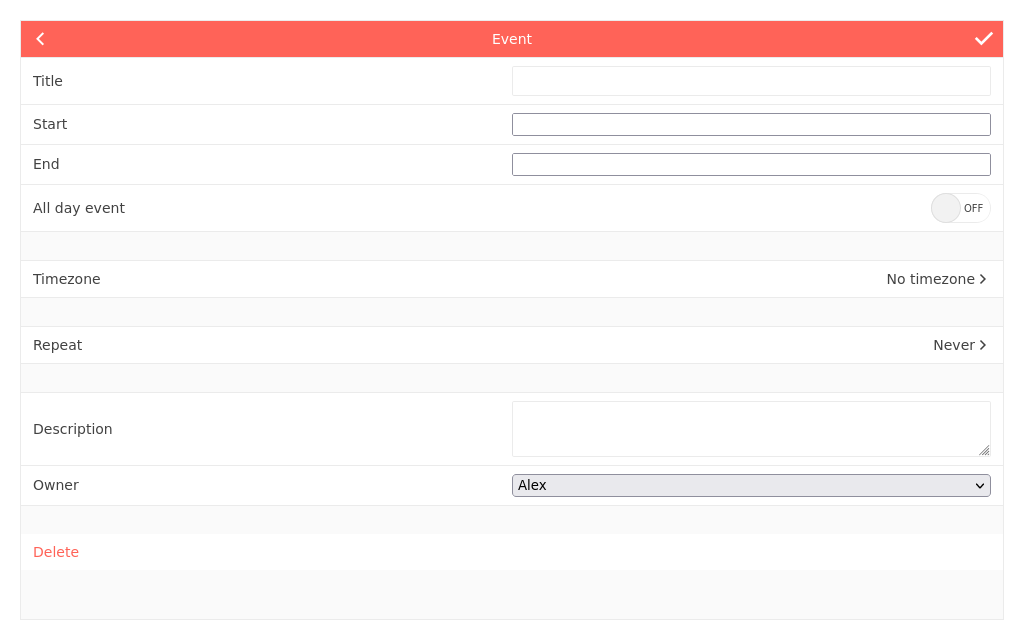 Event
Title
Start
End
All day event OFF
Timezone No timezone
Repeat Never
Description
Owner Alex
Delete